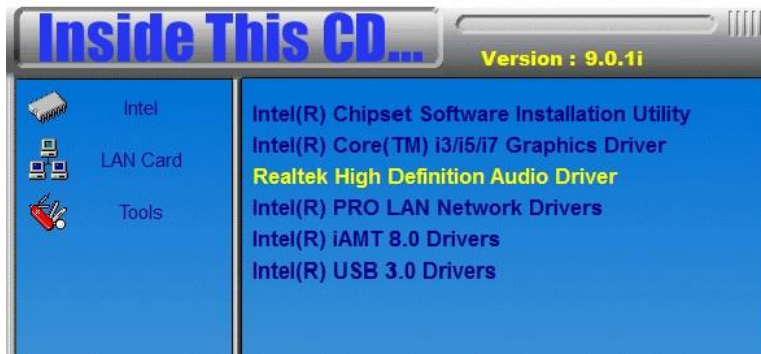 Inside This CD...
Version : 9.0.1i
Intel
LAN Card
Tools
Intel(R) Chipset Software Installation Utility
Intel(R) Core(TM) i3/i5/i7 Graphics Driver
Realtek High Definition Audio Driver
Intel(R) PRO LAN Network Drivers
Intel(R) iAMT 8.0 Drivers
Intel(R) USB 3.0 Drivers